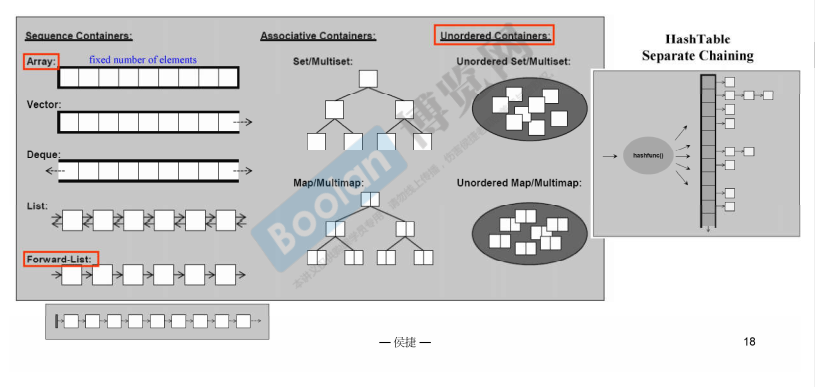 Sequence Containers:
Associative Containers:
Unordered Containers:
HashTable
Separate Chaining
Array:
fixed number of elements
Set/Multiset:
Unordered Set/Multiset:
Vector:
Deque:
hashfunc()
Map/Multimap:
Unordered Map/Multimap:
List:
Forward-List:
Boolan
博览网
— 侯捷 —
18